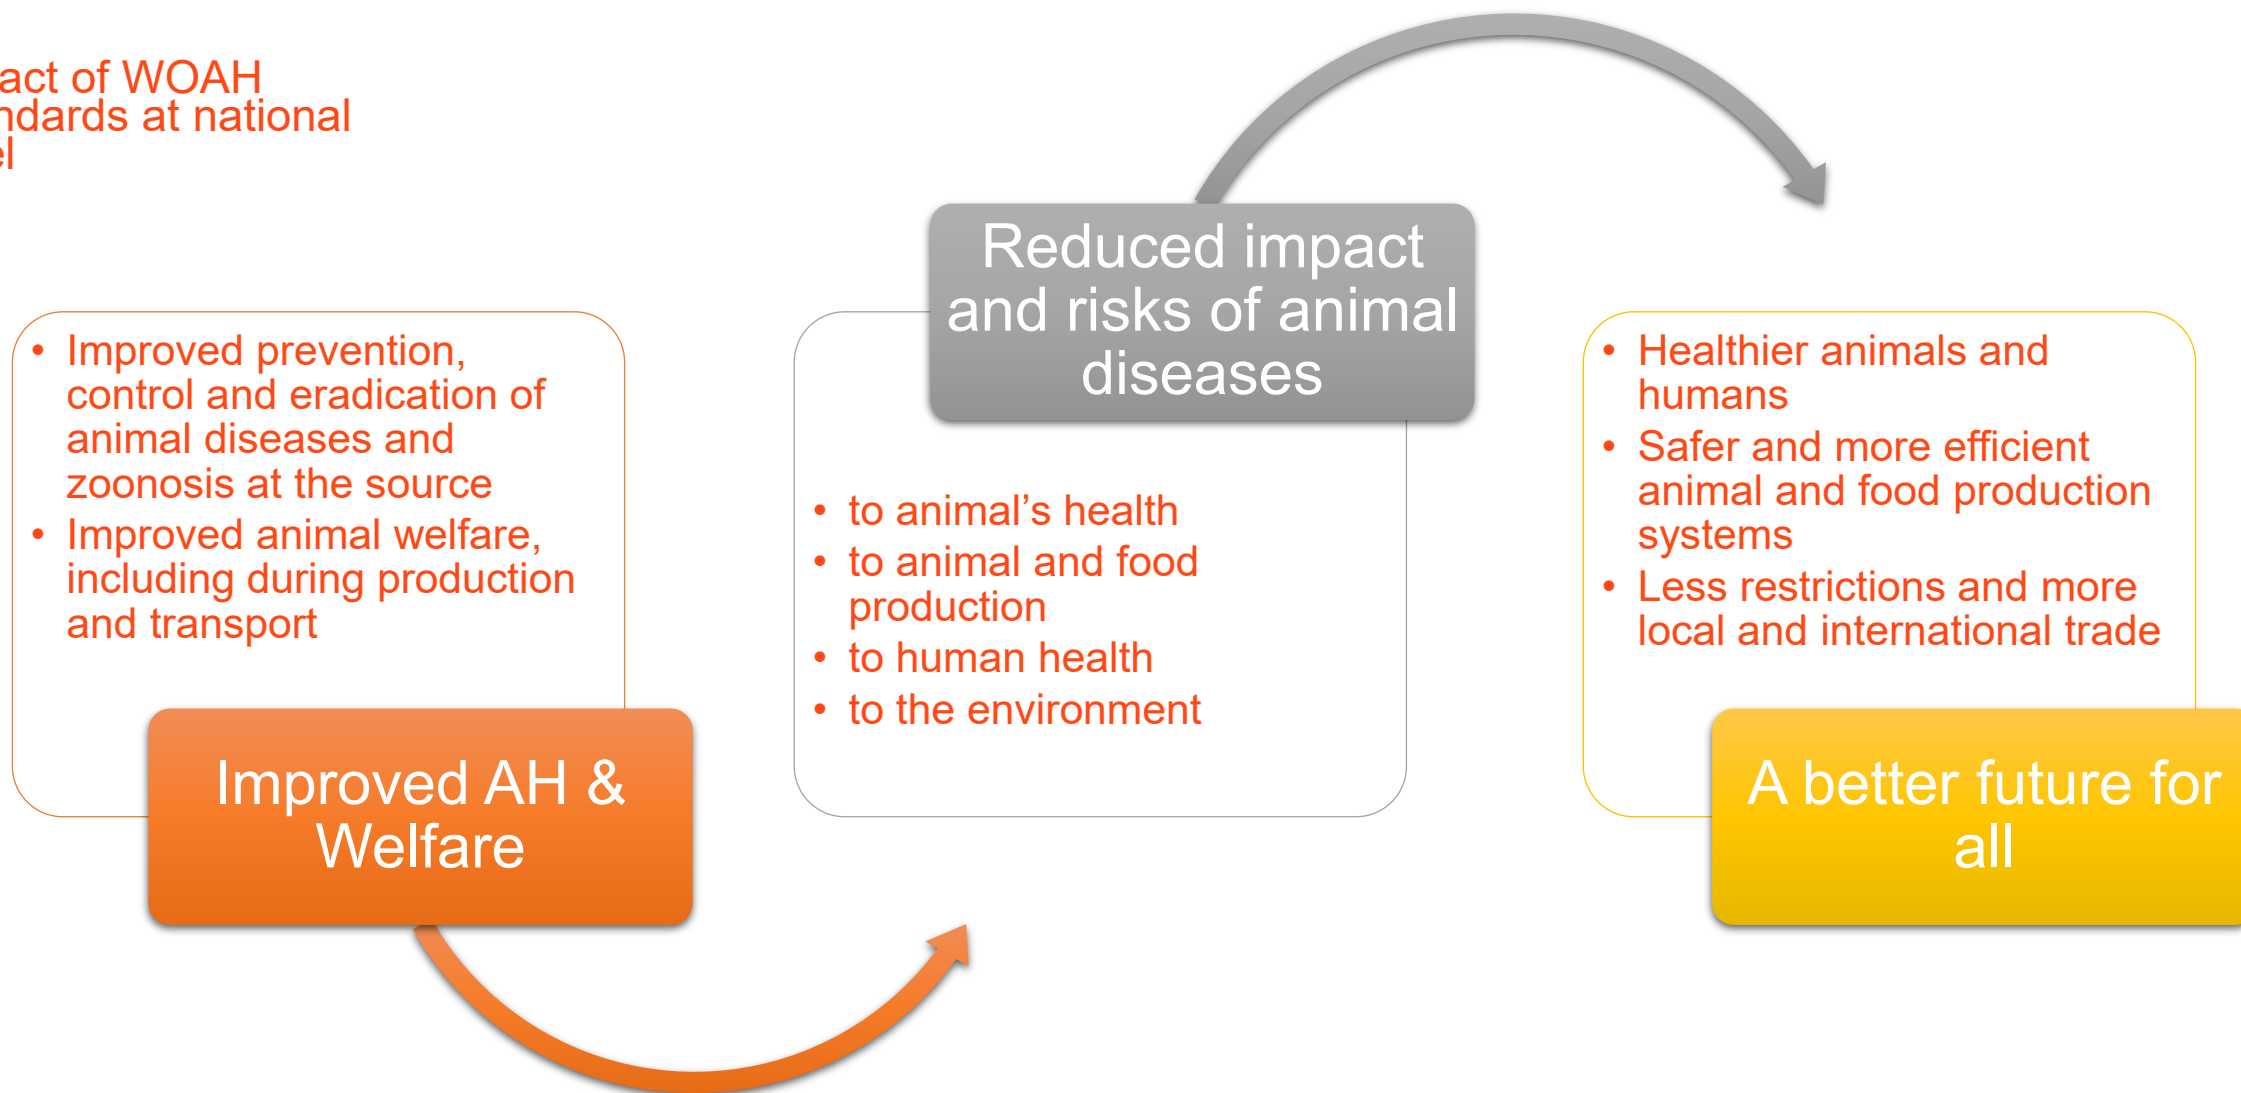 act of WOAH
ndards at national
el
• Improved prevention,
control and eradication of
animal diseases and
zoonosis at the source
• Improved animal welfare,
including during production
and transport
Improved AH &
Welfare
Reduced impact
and risks of animal
diseases
• to animal’s health
• to animal and food
production
• to human health
• to the environment
• Healthier animals and
humans
• Safer and more efficient
animal and food production
systems
• Less restrictions and more
local and international trade
A better future for
all